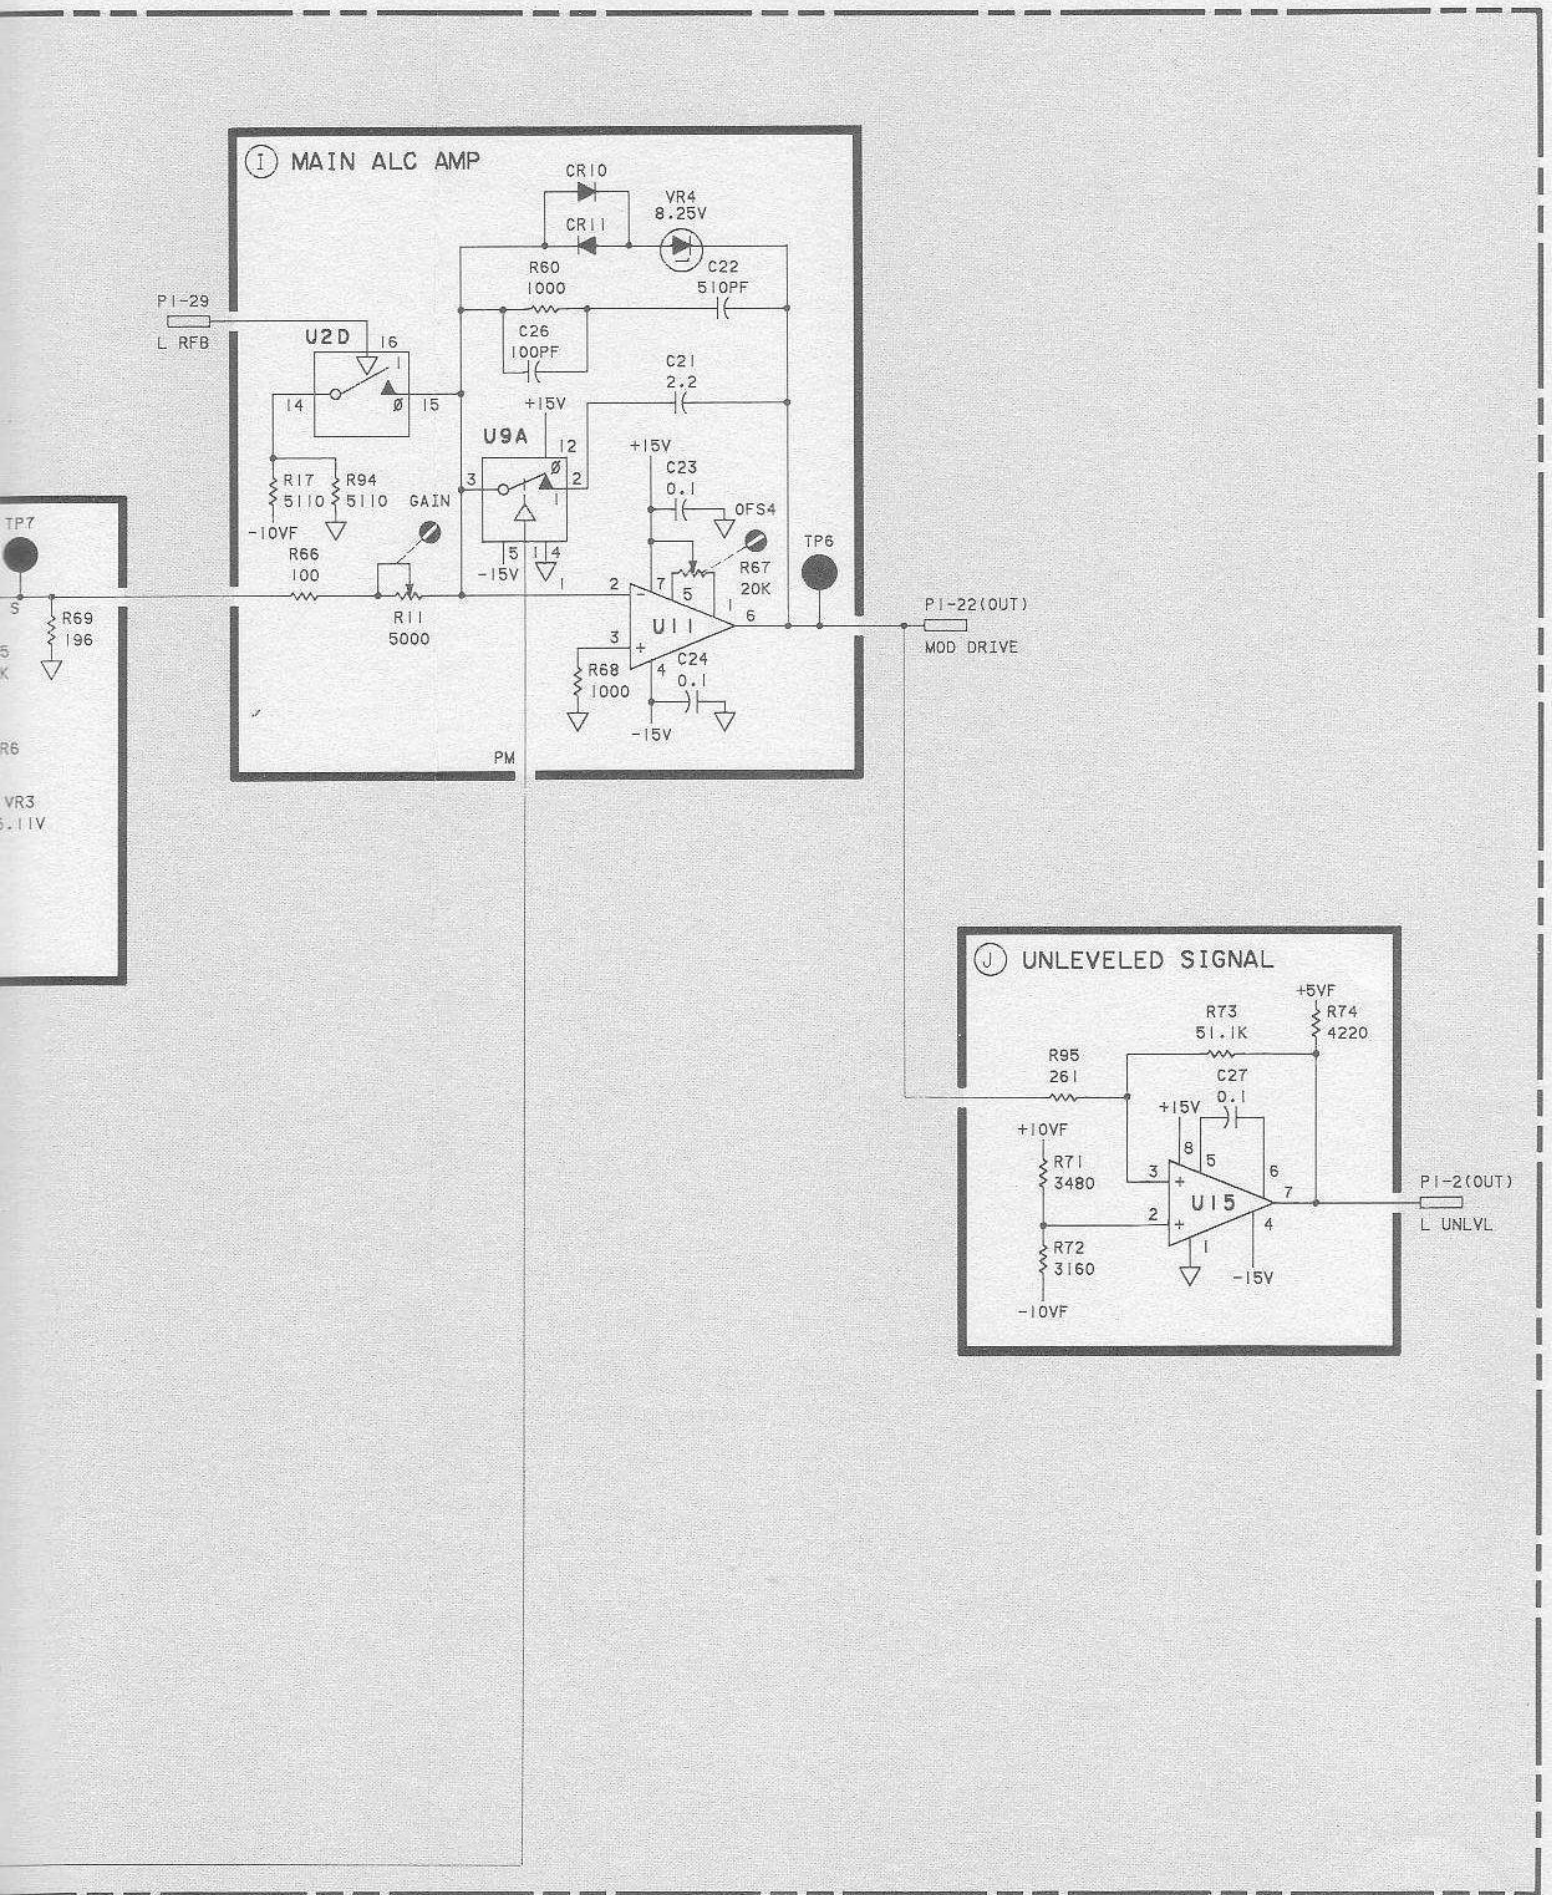 I MAIN ALC AMP
CR10
CR11
VR4
8.25V
R60
1000
C22
510PF
P1-29
L RFB
U2D
16
1
Ø
14
15
C26
100PF
C21
2.2
+15V
U9A
12
Ø
3
2
1
5
1
4
-15V
R17
5110
R94
5110
-10VF
GAIN
+15V
C23
0.1
OFS4
R67
20K
TP6
TP7
S
R69
196
5
K
R6
VR3
.11V
R66
100
R11
5000
1
2
-
7
5
1
U11
6
3
+
4
R68
1000
C24
0.1
-15V
PM
P1-22(OUT)
MOD DRIVE
J UNLEVELED SIGNAL
+5VF
R74
4220
R73
51.1K
R95
261
C27
0.1
+15V
+10VF
R71
3480
8
5
6
3
+
U15
7
2
+
4
1
R72
3160
-15V
-10VF
P1-2(OUT)
L UNLVL